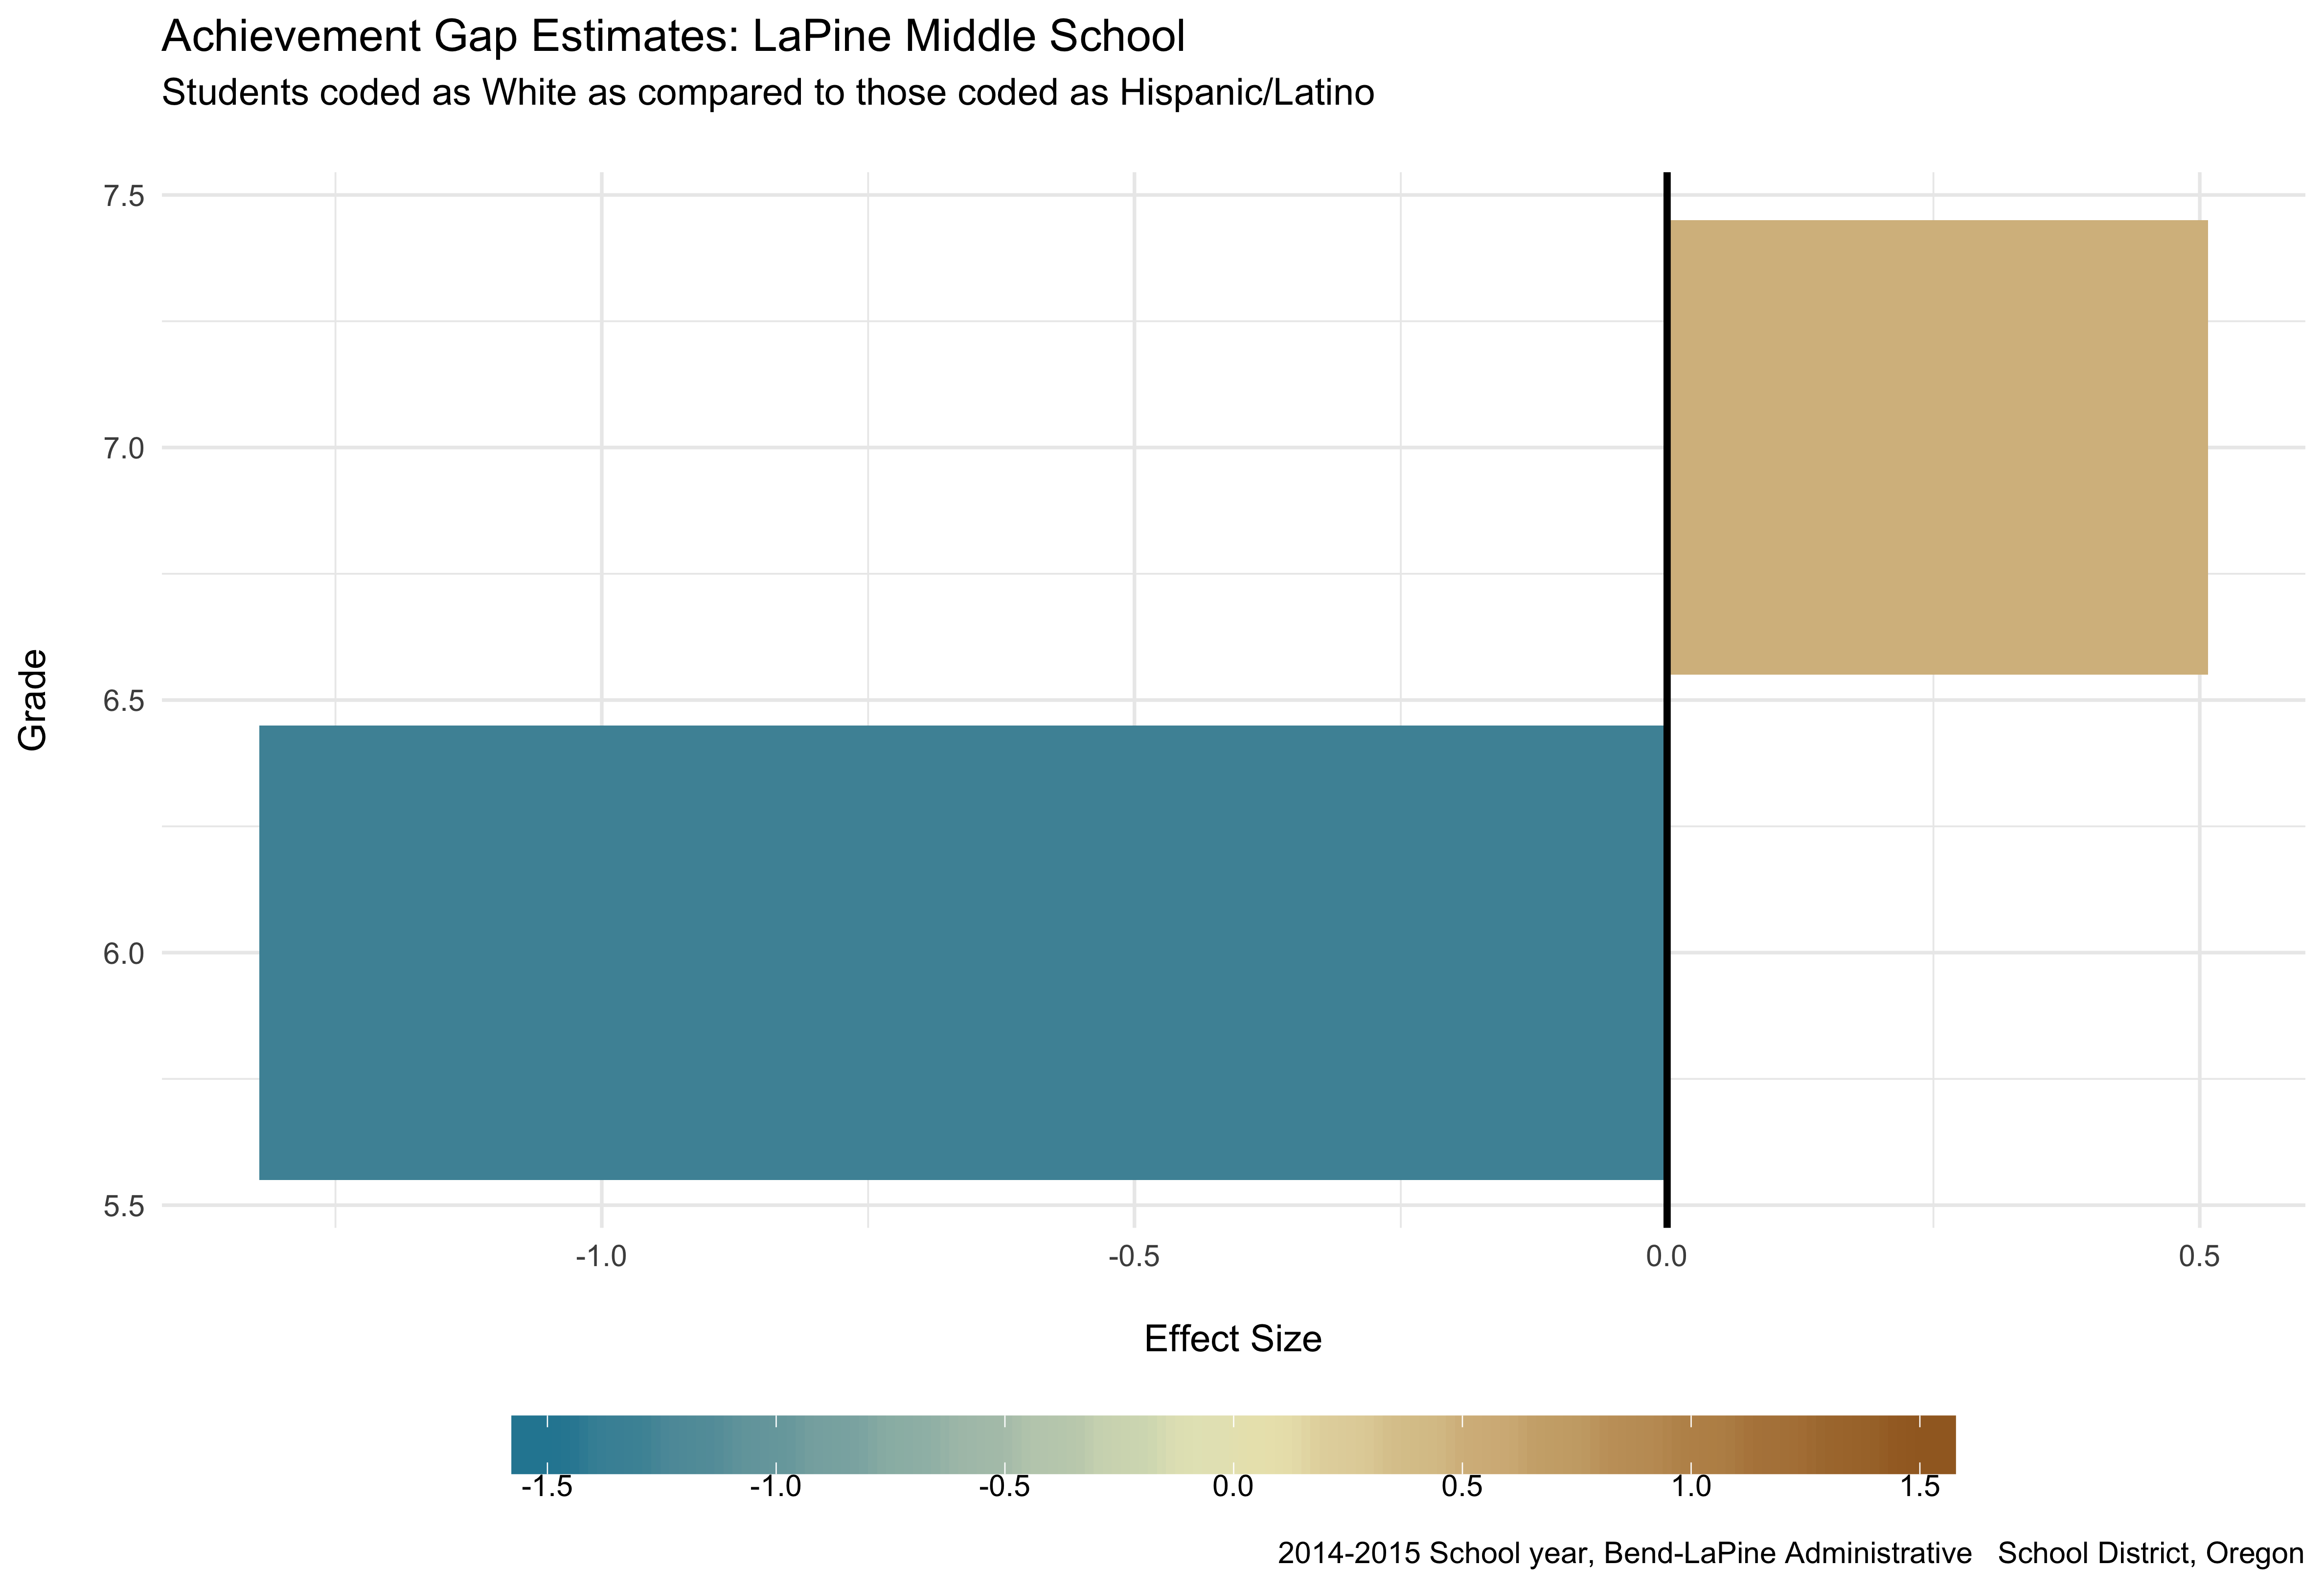 Achievement Gap Estimates: LaPine Middle School
Students coded as White as compared to those coded as Hispanic/Latino
7.5
7.0
6.5
6.0
5.5
Grade
-1.0 -0.5 0.0 0.5
Effect Size
-1.5 -1.0 -0.5 0.0 0.5 1.0 1.5
2014-2015 School year, Bend-LaPine Administrative   School District, Oregon